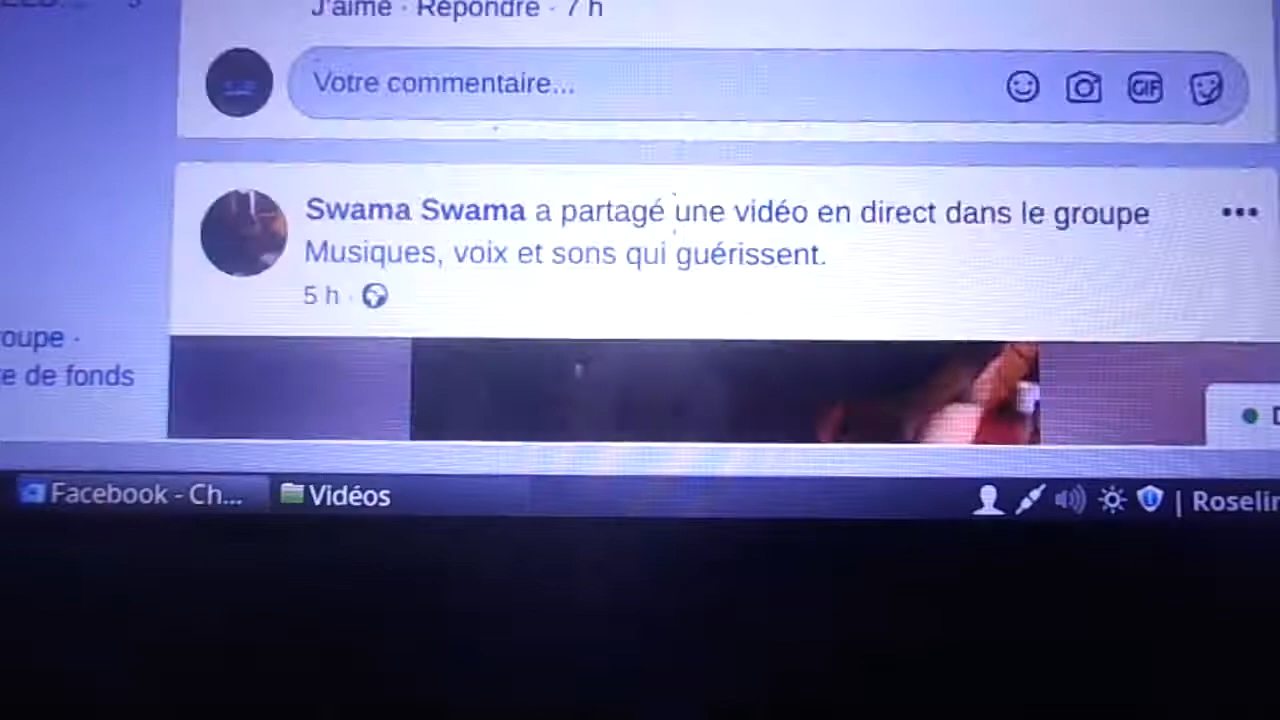 J'aime · Répondre · 7 h
Votre commentaire...
GIF
Swama Swama a partagé une vidéo en direct dans le groupe
Musiques, voix et sons qui guérissent.
5 h ·
oupe ·
e de fonds
Facebook - Ch...
Vidéos
| Roselin